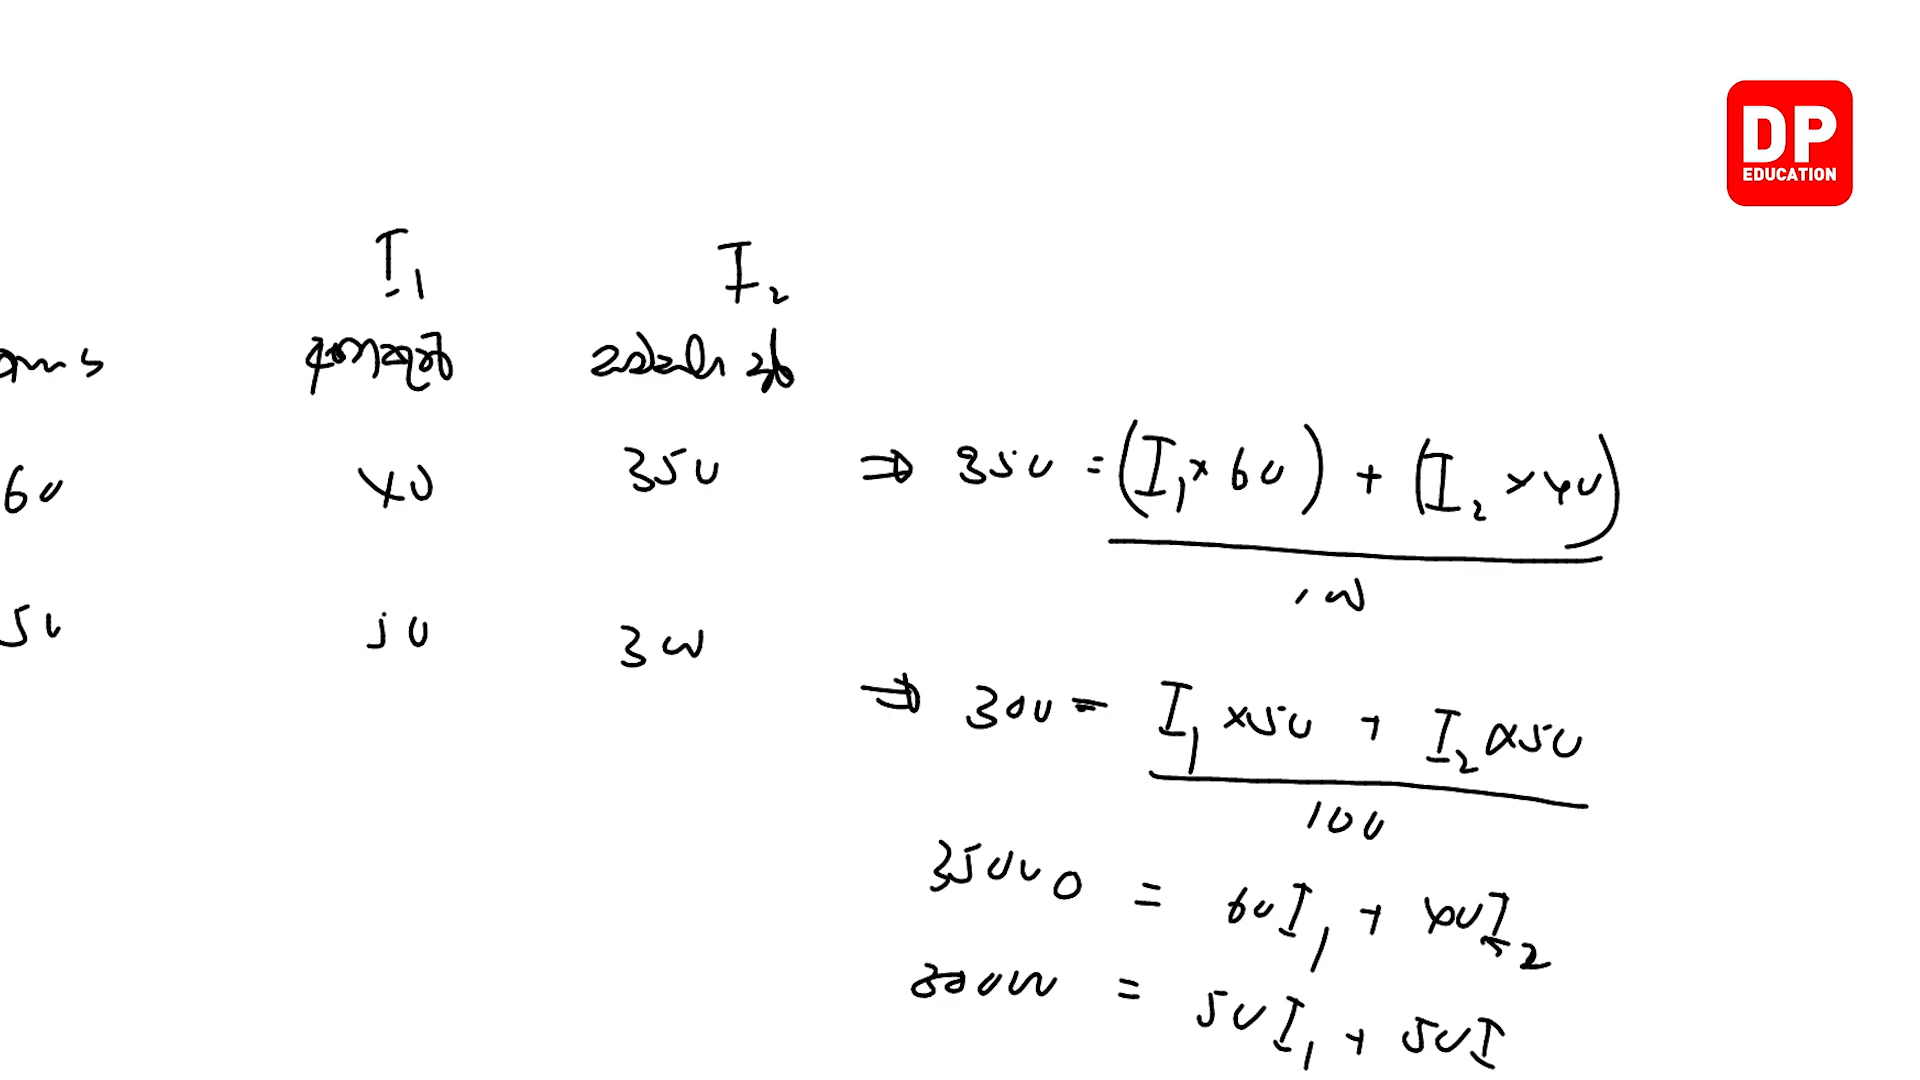 DP
EDUCATION
I₁ I₂
60 40 350 ⇒ 350 = (I₁ × 60) + (I₂ × 40)
100
50 50 300
⇒ 300 = I₁ × 50 + I₂ × 50
100
35000 = 60I₁ + 40I₂
30000 = 50I₁ + 50I